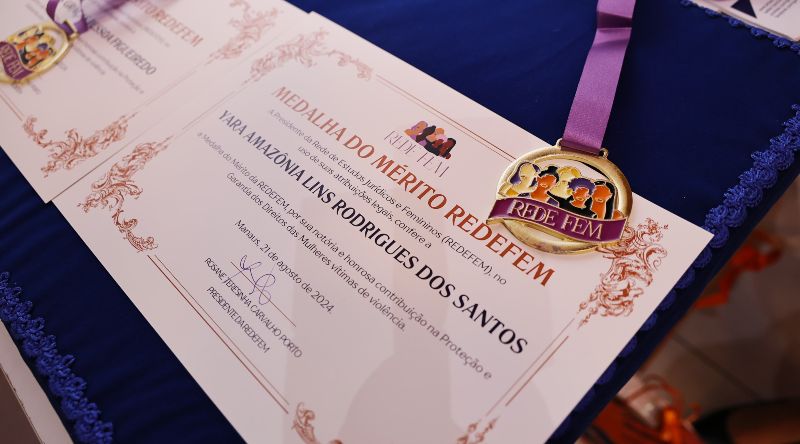 REDE FEM
MEDALHA DO MÉRITO REDEFEM
A Presidente da Rede de Estudos Jurídicos e Femininos (REDEFEM), no
uso de suas atribuições legais, confere a
YARA AMAZÔNIA LINS RODRIGUES DOS SANTOS
a Medalha do Mérito da REDEFEM, por sua notória e honrosa contribuição na Proteção e
Garantia dos Direitos das Mulheres vítimas de violência.
Manaus, 21 de agosto de 2024.
ROSANE TERESINHA CARVALHO PORTO
PRESIDENTE DA REDEFEM
REDE FEM